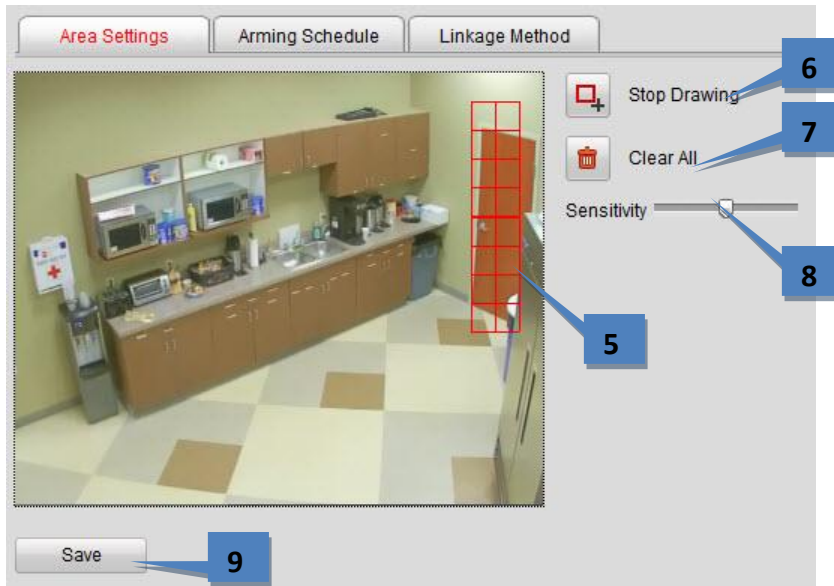 Area Settings Arming Schedule Linkage Method
6
Stop Drawing
7
Clear All
Sensitivity
8
5
Save
9